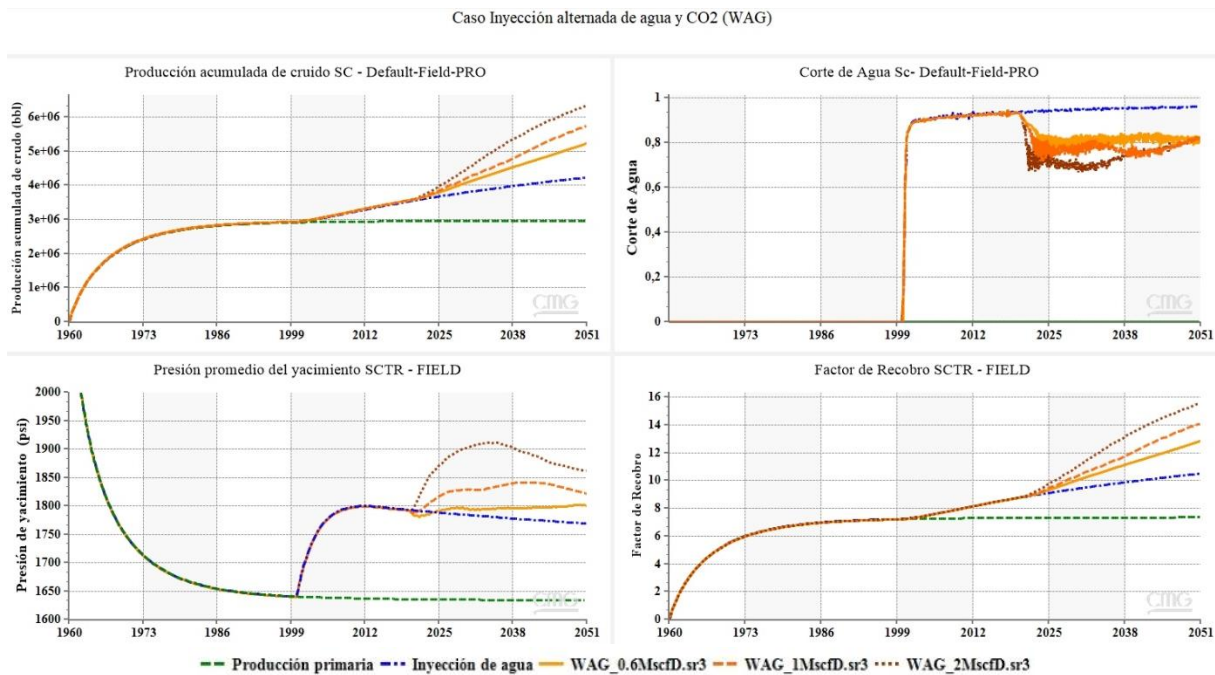 Caso Inyección alternada de agua y CO2 (WAG)
Producción acumulada de cruido SC - Default-Field-PRO
Producción acumulada de crudo (bbl)
6e+06
5e+06
4e+06
3e+06
2e+06
1e+06
0
1960 1973 1986 1999 2012 2025 2038 2051
CMG
Corte de Agua Sc- Default-Field-PRO
Corte de Agua
1
0,8
0,6
0,4
0,2
0
1973 1986 1999 2012 2025 2038 2051
CMG
Presión promedio del yacimiento SCTR - FIELD
Presión de yacimiento (psi)
2000
1950
1900
1850
1800
1750
1700
1650
1600
1960 1973 1986 1999 2012 2025 2038 2051
CMG
Factor de Recobro SCTR - FIELD
Factor de Recobro
16
14
12
10
8
6
4
2
0
1960 1973 1986 1999 2012 2025 2038 2051
CMG
Producción primaria Inyección de agua WAG_0.6MscfD.sr3 WAG_1MscfD.sr3 WAG_2MscfD.sr3